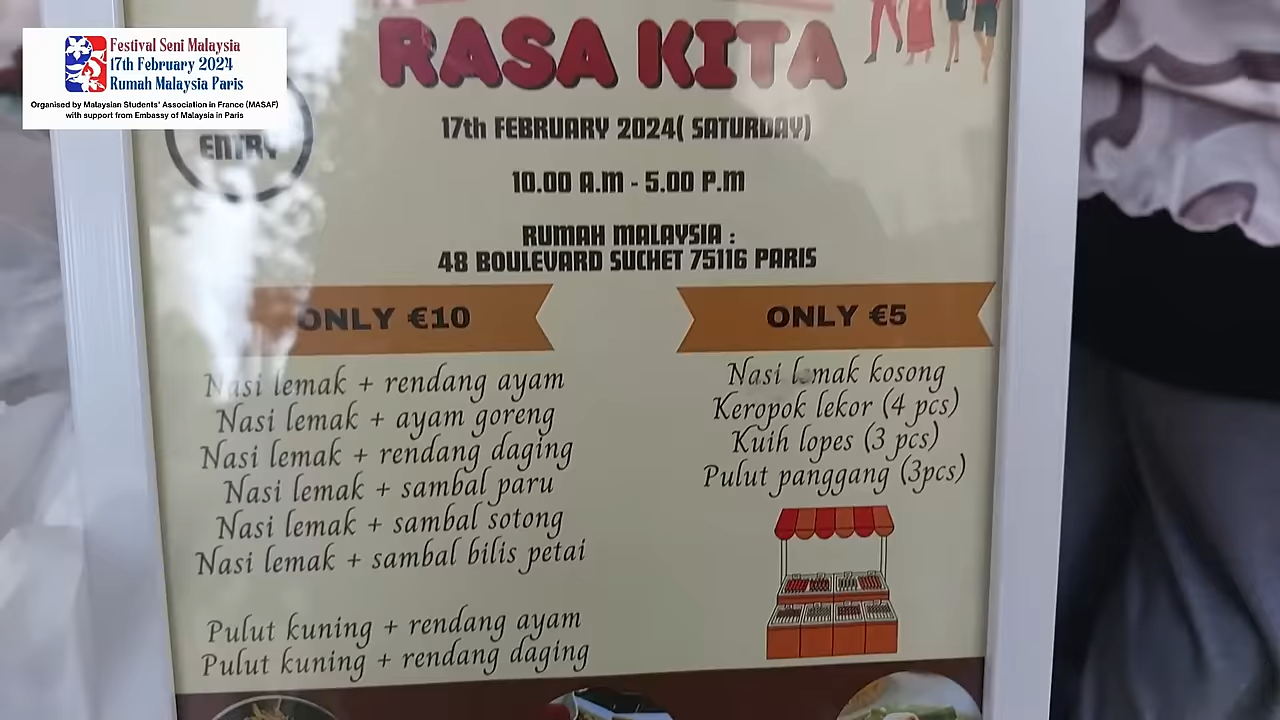 Festival Seni Malaysia
17th February 2024
Rumah Malaysia Paris
Organised by Malaysian Students' Association in France (MASAF)
with support from Embassy of Malaysia in Paris
RASA KITA
ENTRY
17th FEBRUARY 2024( SATURDAY)
10.00 A.M - 5.00 P.M
RUMAH MALAYSIA :
48 BOULEVARD SUCHET 75116 PARIS
ONLY €10
Nasi lemak + rendang ayam
Nasi lemak + ayam goreng
Nasi lemak + rendang daging
Nasi lemak + sambal paru
Nasi lemak + sambal sotong
Nasi lemak + sambal bilis petai
Pulut kuning + rendang ayam
Pulut kuning + rendang daging
ONLY €5
Nasi lemak kosong
Keropok lekor (4 pcs)
Kuih lopes (3 pcs)
Pulut panggang (3pcs)